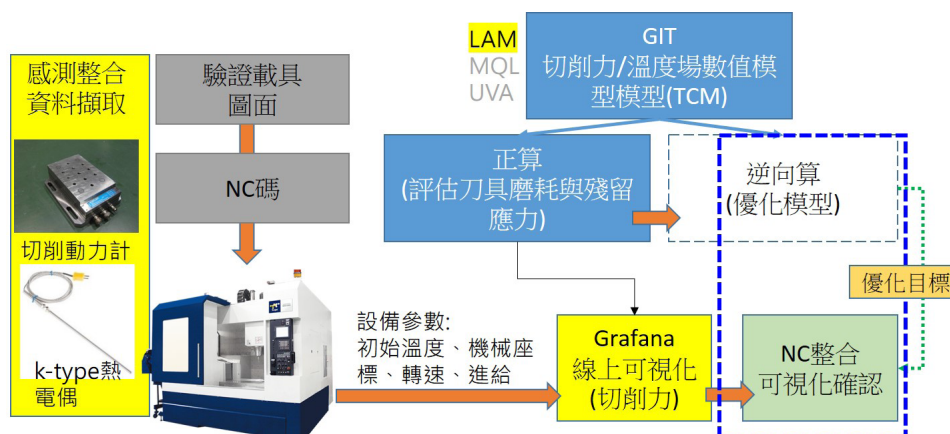 感測整合
資料擷取
切削動力計
k-type熱
電偶
驗證載具
圖面
NC碼
設備參數:
初始溫度、機械座
標、轉速、進給
LAM
MQL
UVA
GIT
切削力/溫度場數值模
型模型(TCM)
正算
(評估刀具磨耗與殘留
應力)
逆向算
(優化模型)
優化目標
Grafana
線上可視化
(切削力)
NC整合
可視化確認